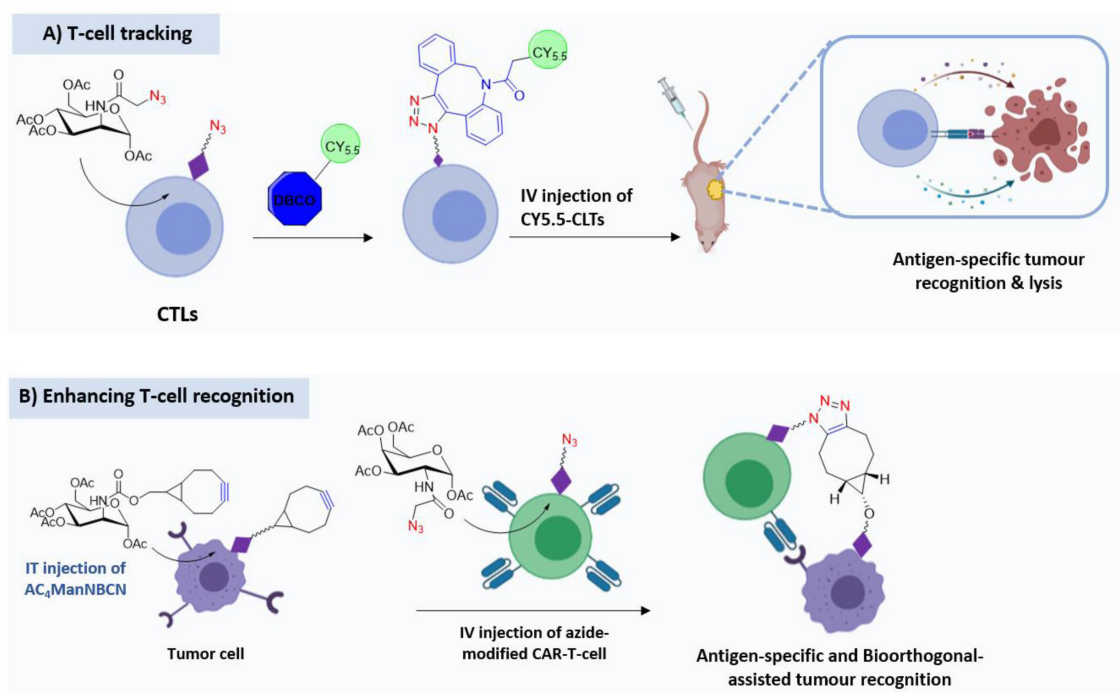 A) T-cell tracking
OAc
AcO
AcO
AcO
HN
O
N3
OAc
N3
CTLs
DBCO
CY5.5
N
N
N
N
O
CY5.5
IV injection of
CY5.5-CLTs
Antigen-specific tumour
recognition & lysis
B) Enhancing T-cell recognition
OAc
AcO
AcO
HN
O
O
O
OAc
IT injection of
AC4ManNBCN
Tumor cell
AcO
OAc
O
AcO
HN
OAc
O
N3
N3
IV injection of azide-
modified CAR-T-cell
N
N
N
H
H
O
Antigen-specific and Bioorthogonal-
assisted tumour recognition